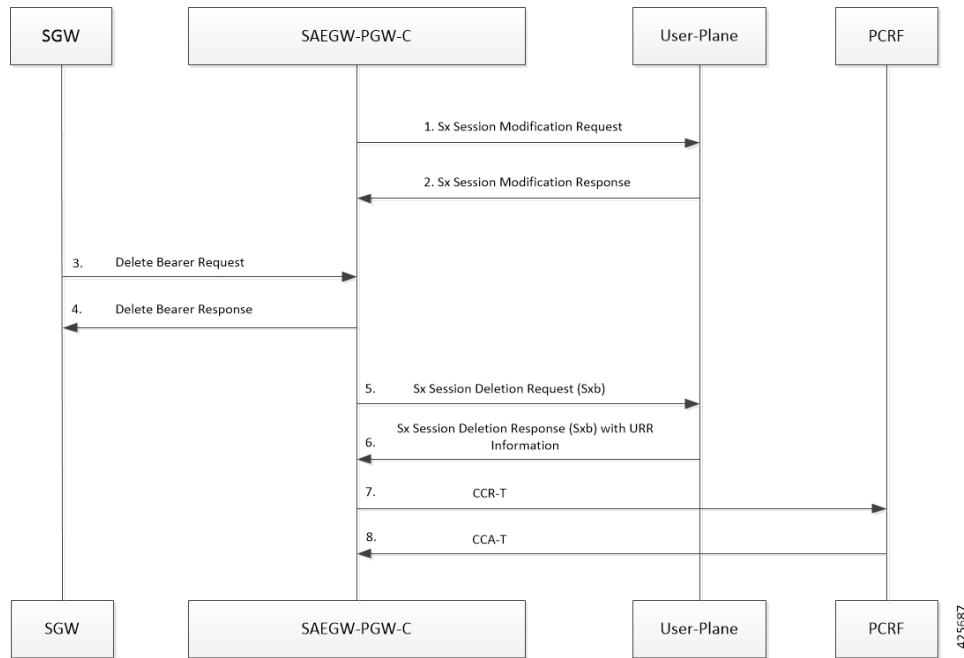 SGW
SAEGW-PGW-C
User-Plane
PCRF
1. Sx Session Modification Request
2. Sx Session Modification Response
3. Delete Bearer Request
4. Delete Bearer Response
5. Sx Session Deletion Request (Sxb)
Sx Session Deletion Response (Sxb) with URR
6. Information
7. CCR-T
8. CCA-T
SGW
SAEGW-PGW-C
User-Plane
PCRF
425687